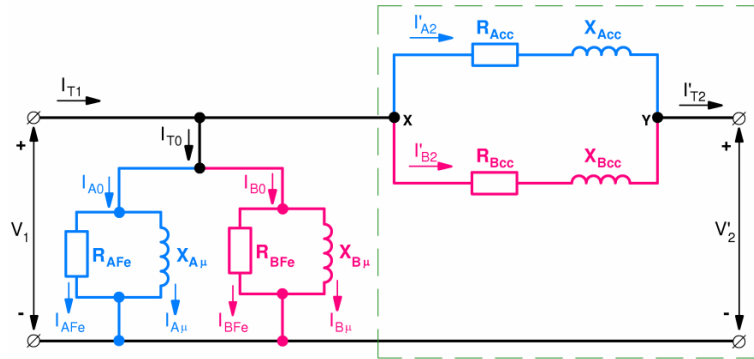 I'A2
RAcc
XAcc
IT1
I'T2
X
Y
IT0
+
+
I'B2
RBcc
XBcc
IA0
IB0
V1
RAFe
XAμ
RBFe
XBμ
V'2
-
IAFe
IAμ
IBFe
IBμ
-